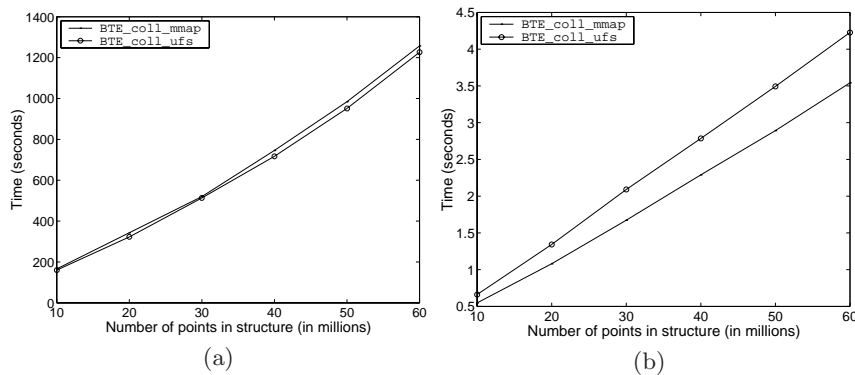 1400
1200
1000
800
600
400
200
0
Time (seconds)
BTE_coll_mmap
BTE_coll_ufs
10 20 30 40 50 60
Number of points in structure (in millions)
(a)
4.5
4
3.5
3
2.5
2
1.5
1
0.5
Time (seconds)
BTE_coll_mmap
BTE_coll_ufs
10 20 30 40 50 60
Number of points in structure (in millions)
(b)